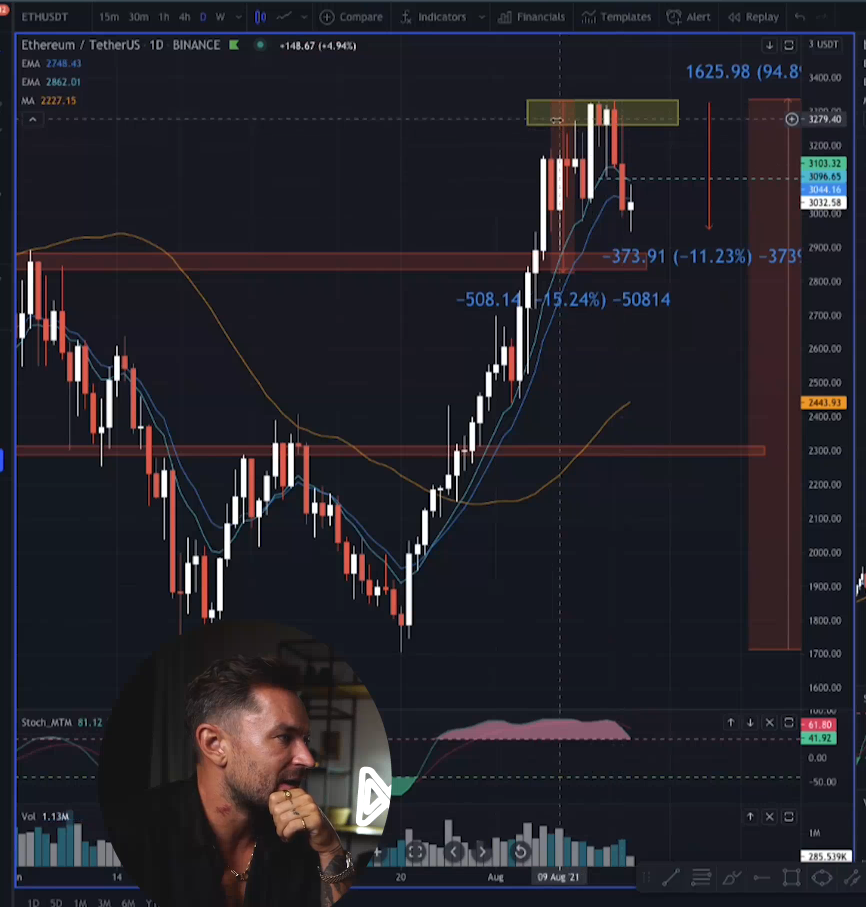 ETHUSDT 15m 30m 1h 4h D W Compare Indicators Financials Templates Alert Replay
Ethereum / TetherUS · 1D · BINANCE +148.67 (+4.94%)
3 USDT
EMA 2748.43
EMA 2862.01
MA 2227.15
1625.98 (94.8
3400.00
3279.40
3200.00
3103.32
3096.65
3044.16
3032.58
3000.00
2900.00
−373.91 (−11.23%) −3739
2800.00
−508.14 −15.24%) −50814
2700.00
2600.00
2500.00
2443.93
2400.00
2300.00
2200.00
2100.00
2000.00
1900.00
1800.00
1700.00
1600.00
Stoch_MTM 81.12
61.80
41.92
0.00
−50.00
Vol 1.13M
1M
285.539K
14 20 Aug 09 Aug '21
1D 5D 1M 3M 6M